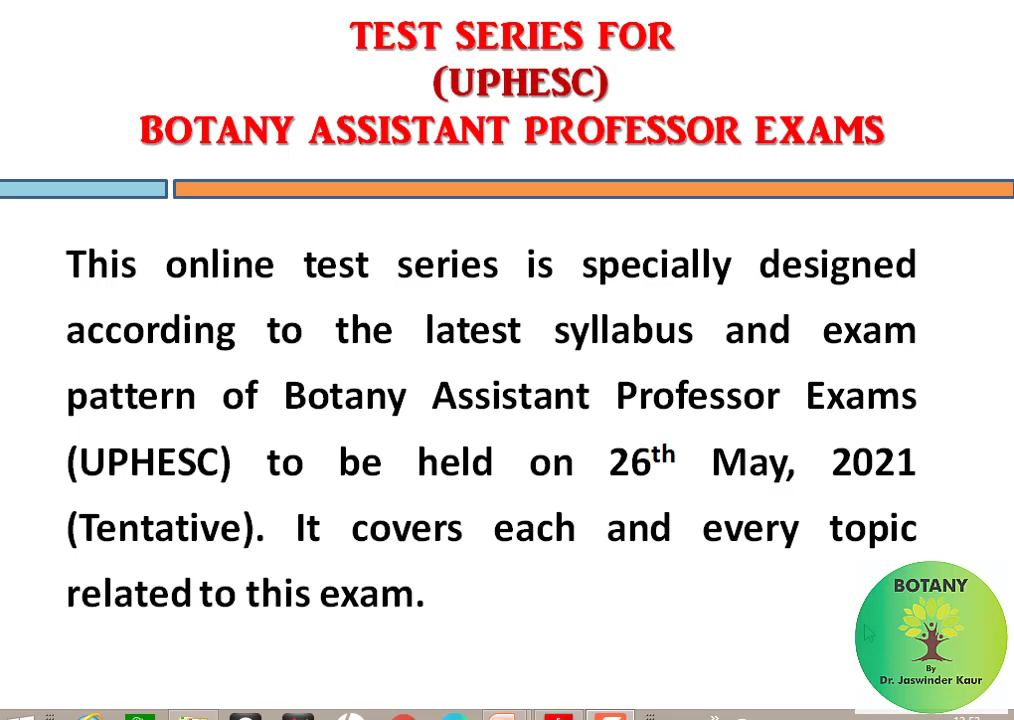 TEST SERIES FOR
(UPHESC)
BOTANY ASSISTANT PROFESSOR EXAMS
This online test series is specially designed
according to the latest syllabus and exam
pattern of Botany Assistant Professor Exams
(UPHESC) to be held on 26th May, 2021
(Tentative). It covers each and every topic
related to this exam.
BOTANY
By
Dr. Jaswinder Kaur